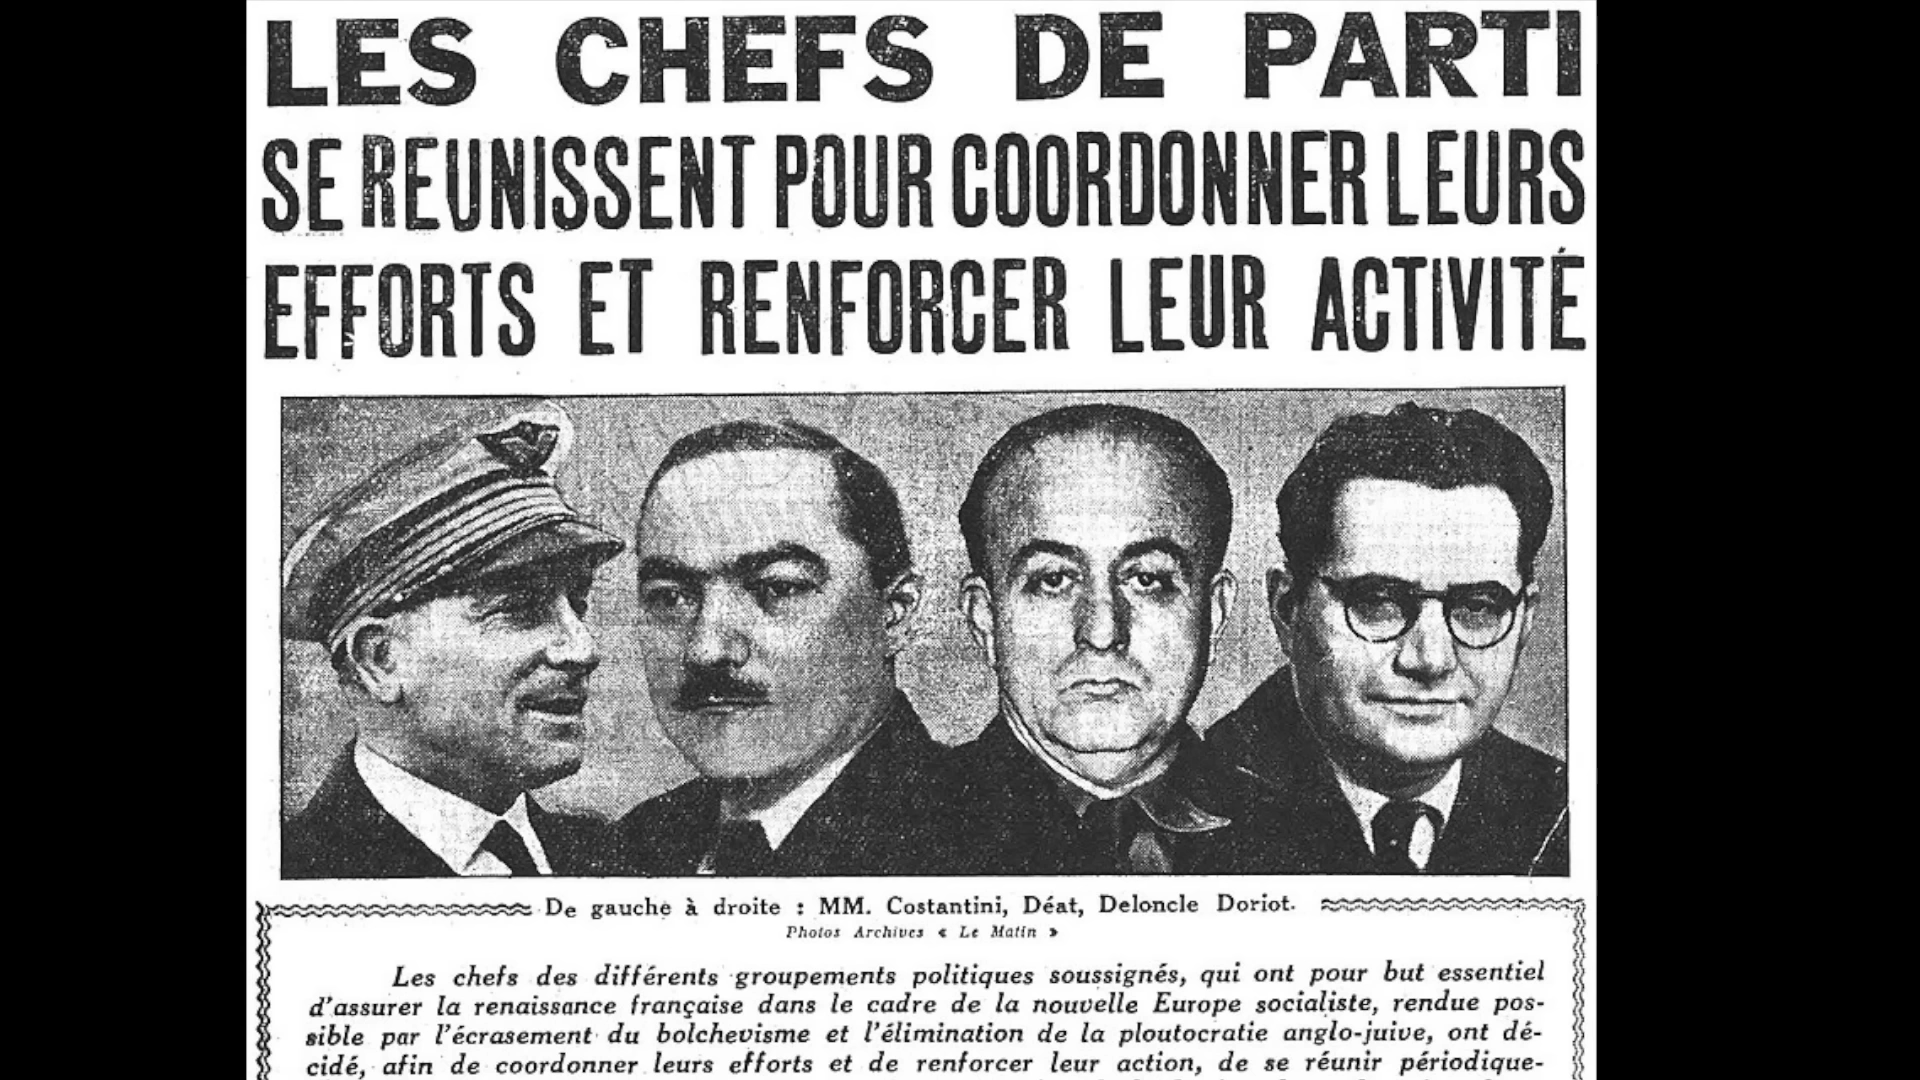 LES CHEFS DE PARTI
SE REUNISSENT POUR COORDONNER LEURS
EFFORTS ET RENFORCER LEUR ACTIVITÉ
De gauche à droite : MM. Costantini, Déat, Deloncle Doriot.
Photos Archives « Le Matin »
Les chefs des différents groupements politiques soussignés, qui ont pour but essentiel
d'assurer la renaissance française dans le cadre de la nouvelle Europe socialiste, rendue pos-
sible par l'écrasement du bolchevisme et l'élimination de la ploutocratie anglo-juive, ont dé-
cidé, afin de coordonner leurs efforts et de renforcer leur action, de se réunir périodique-